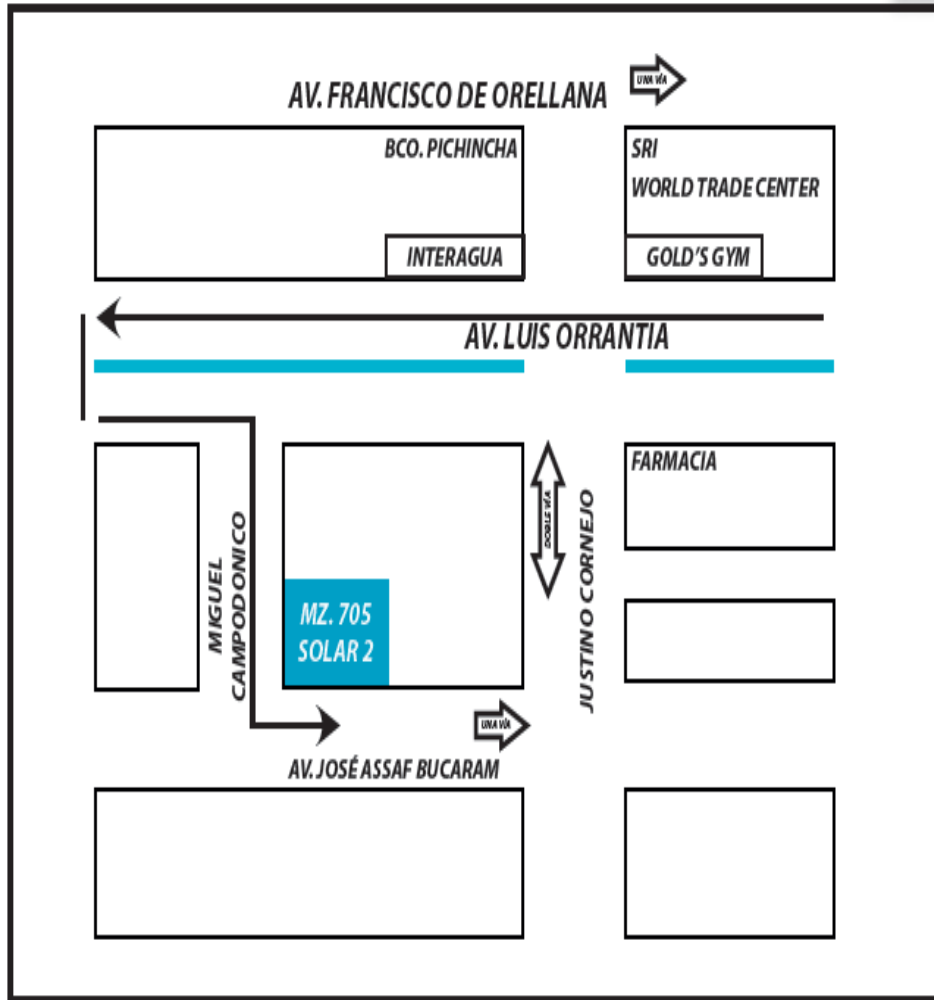 AV. FRANCISCO DE ORELLANA
UNA VÍA
BCO. PICHINCHA
SRI
WORLD TRADE CENTER
INTERAGUA
GOLD'S GYM
AV. LUIS ORRANTIA
FARMACIA
DOBLE VÍA
JUSTINO CORNEJO
MIGUEL
CAMPODONICO
MZ. 705
SOLAR 2
UNA VÍA
AV. JOSÉ ASSAF BUCARAM